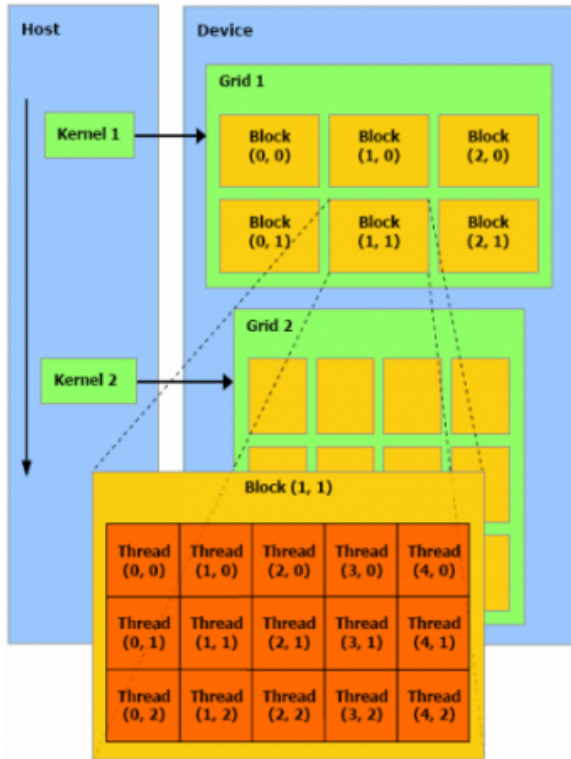 Host
Device
Grid 1
Kernel 1
Block Block Block
(0, 0) (1, 0) (2, 0)
Block Block Block
(0, 1) (1, 1) (2, 1)
Grid 2
Kernel 2
Block (1, 1)
Thread Thread Thread Thread Thread
(0, 0) (1, 0) (2, 0) (3, 0) (4, 0)
Thread Thread Thread Thread Thread
(0, 1) (1, 1) (2, 1) (3, 1) (4, 1)
Thread Thread Thread Thread Thread
(0, 2) (1, 2) (2, 2) (3, 2) (4, 2)